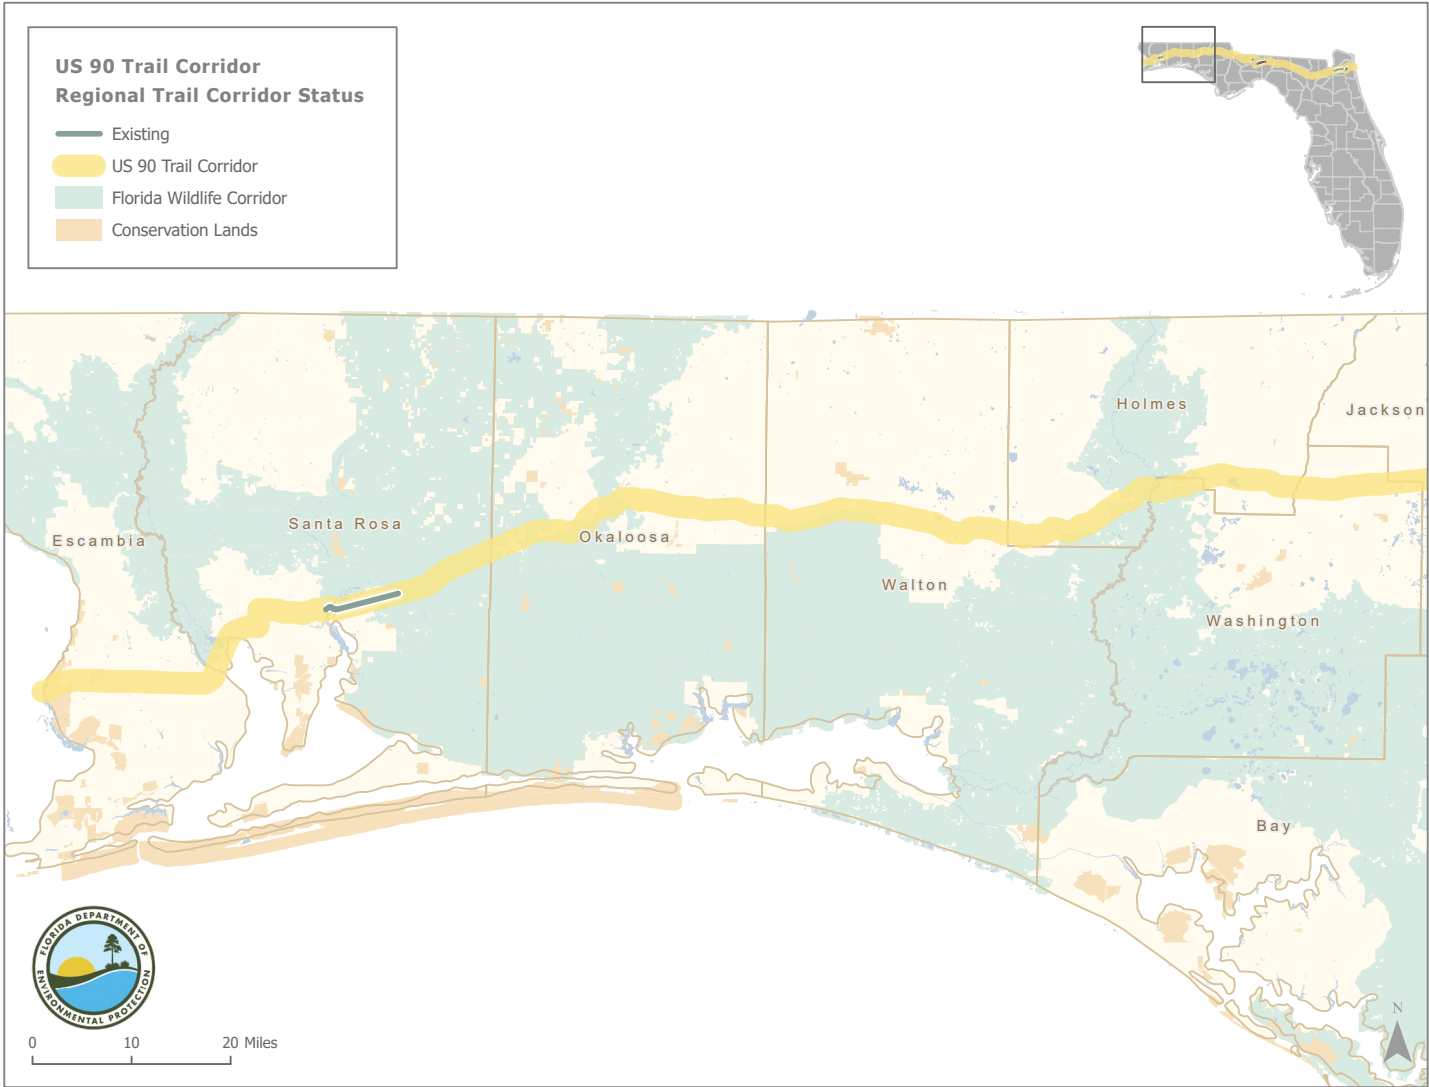 US 90 Trail Corridor
Regional Trail Corridor Status
Existing
US 90 Trail Corridor
Florida Wildlife Corridor
Conservation Lands
Holmes
Jackson
Santa Rosa
Escambia
Okaloosa
Walton
Washington
Bay
FLORIDA DEPARTMENT OF
ENVIRONMENTAL PROTECTION
N
0 10 20 Miles